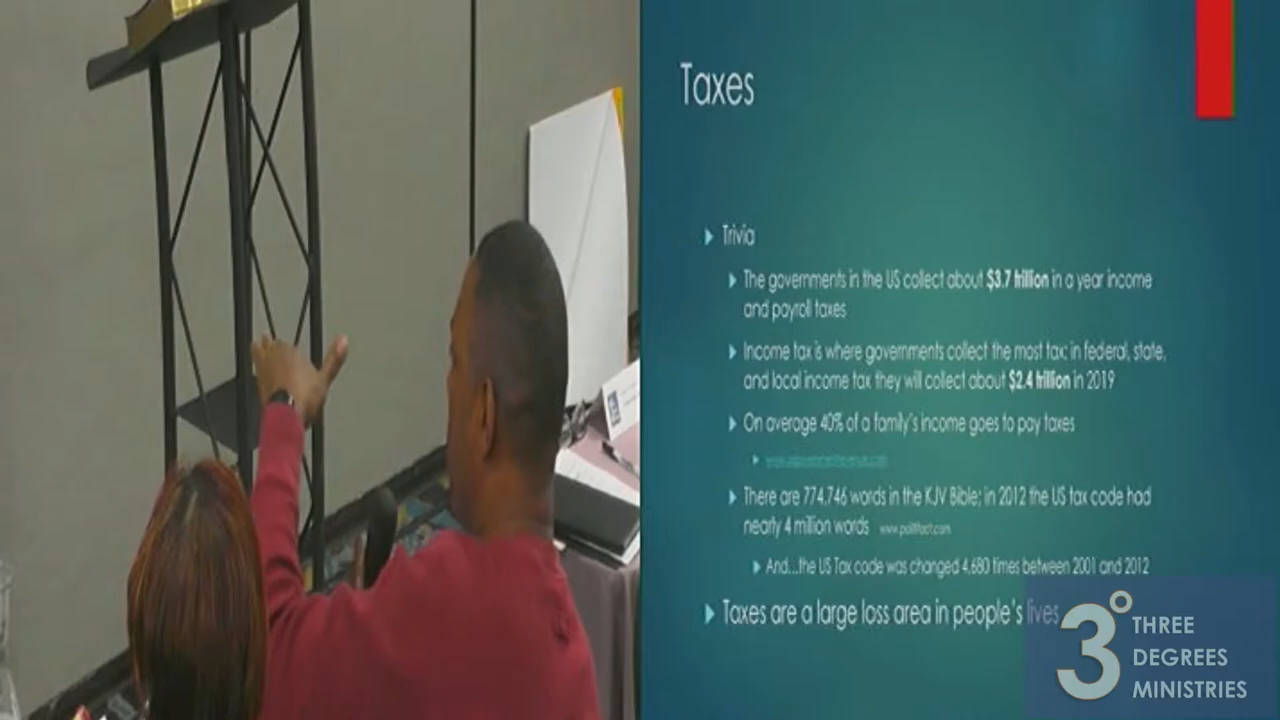 Taxes
Trivia
The governments in the US collect about $3.7 trillion in a year income
and payroll taxes
Income tax is where governments collect the most tax; in federal, state,
and local income tax they will collect about $2.4 trillion in 2019
On average 40% of a family's income goes to pay taxes
There are 774,746 words in the KJV Bible; in 2012 the US tax code had
nearly 4 million words www.politifact.com
And...the US Tax code was changed 4,680 times between 2001 and 2012
Taxes are a large loss area in people's lives
3° THREE
DEGREES
MINISTRIES